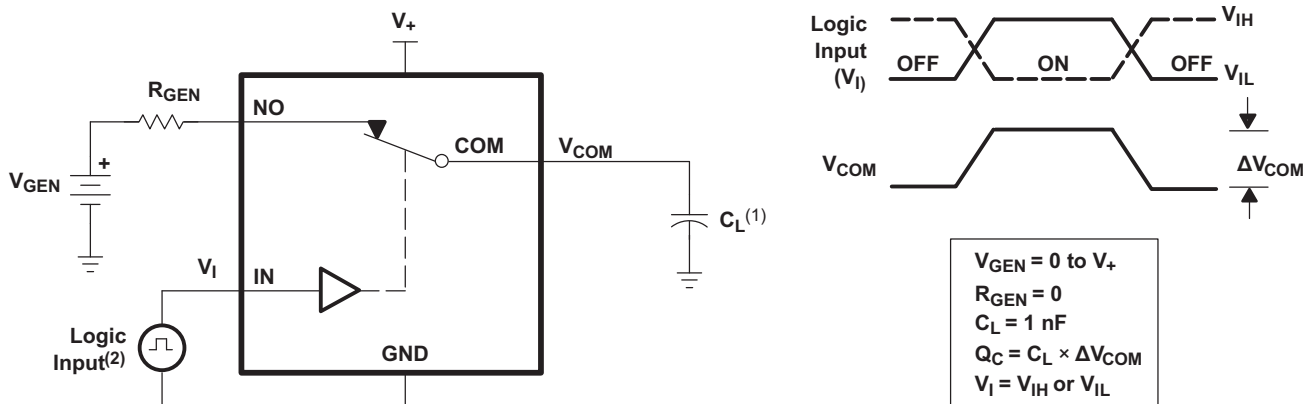 V+
RGEN
NO
COM
VCOM
VGEN
+
CL(1)
VI
IN
Logic
Input(2)
GND
Logic
Input
(VI)
OFF
ON
OFF
VIH
VIL
VCOM
ΔVCOM
VGEN = 0 to V+
RGEN = 0
CL = 1 nF
QC = CL × ΔVCOM
VI = VIH or VIL